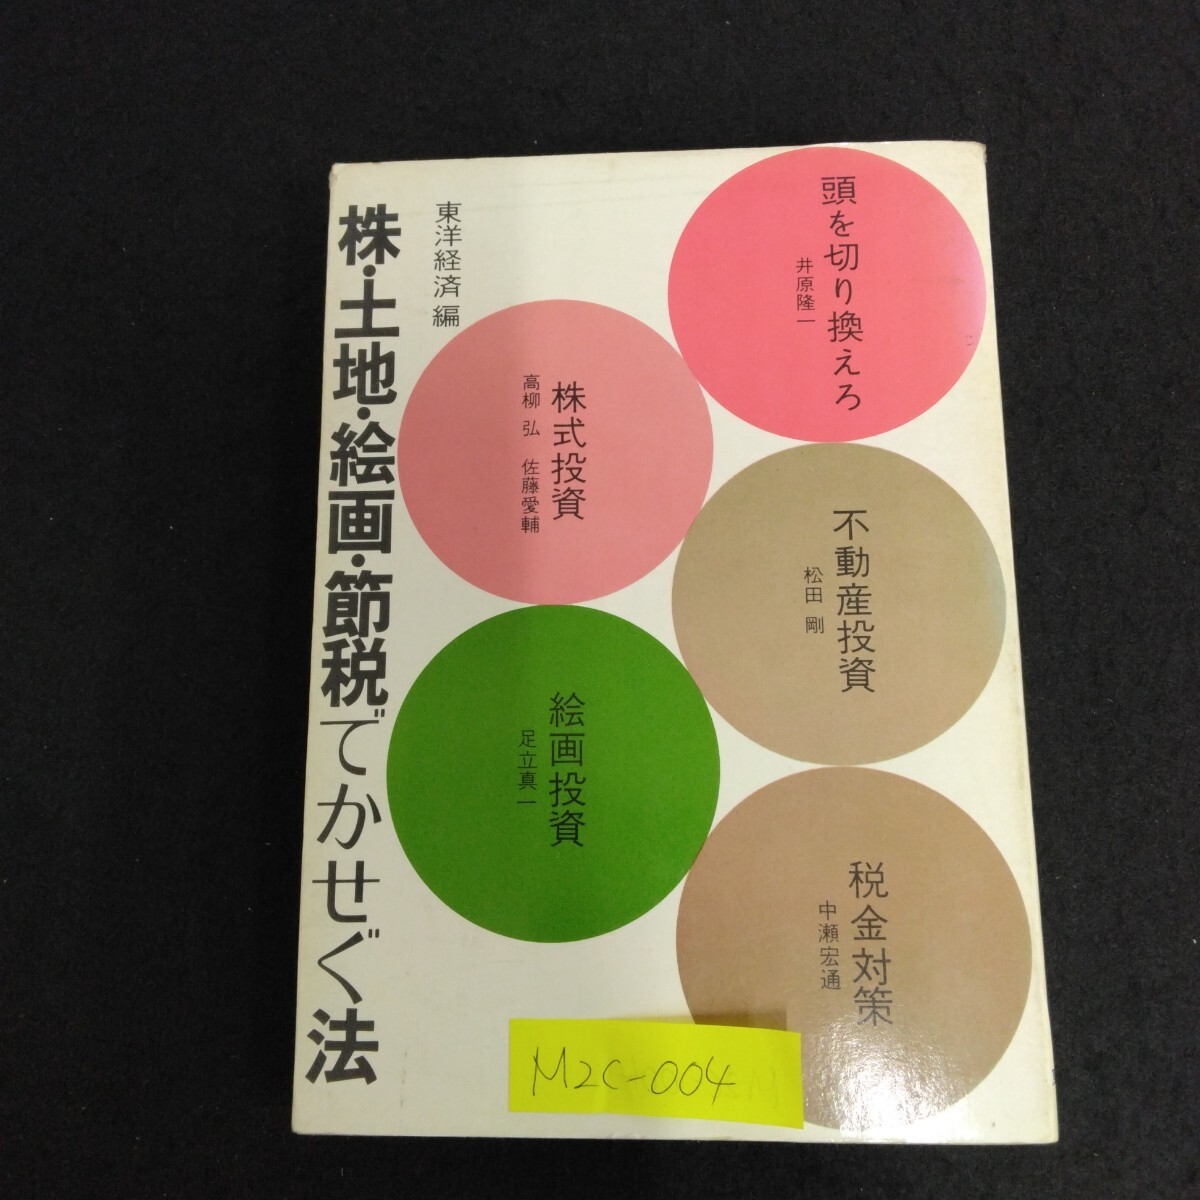 頭を切り換えろ
井原隆一
不動産投資
松田 剛
税金対策
中瀬宏通
株式投資
高柳 弘 佐藤愛輔
絵画投資
足立真一
東洋経済編
株・土地・絵画・節税でかせぐ法
M2C-004